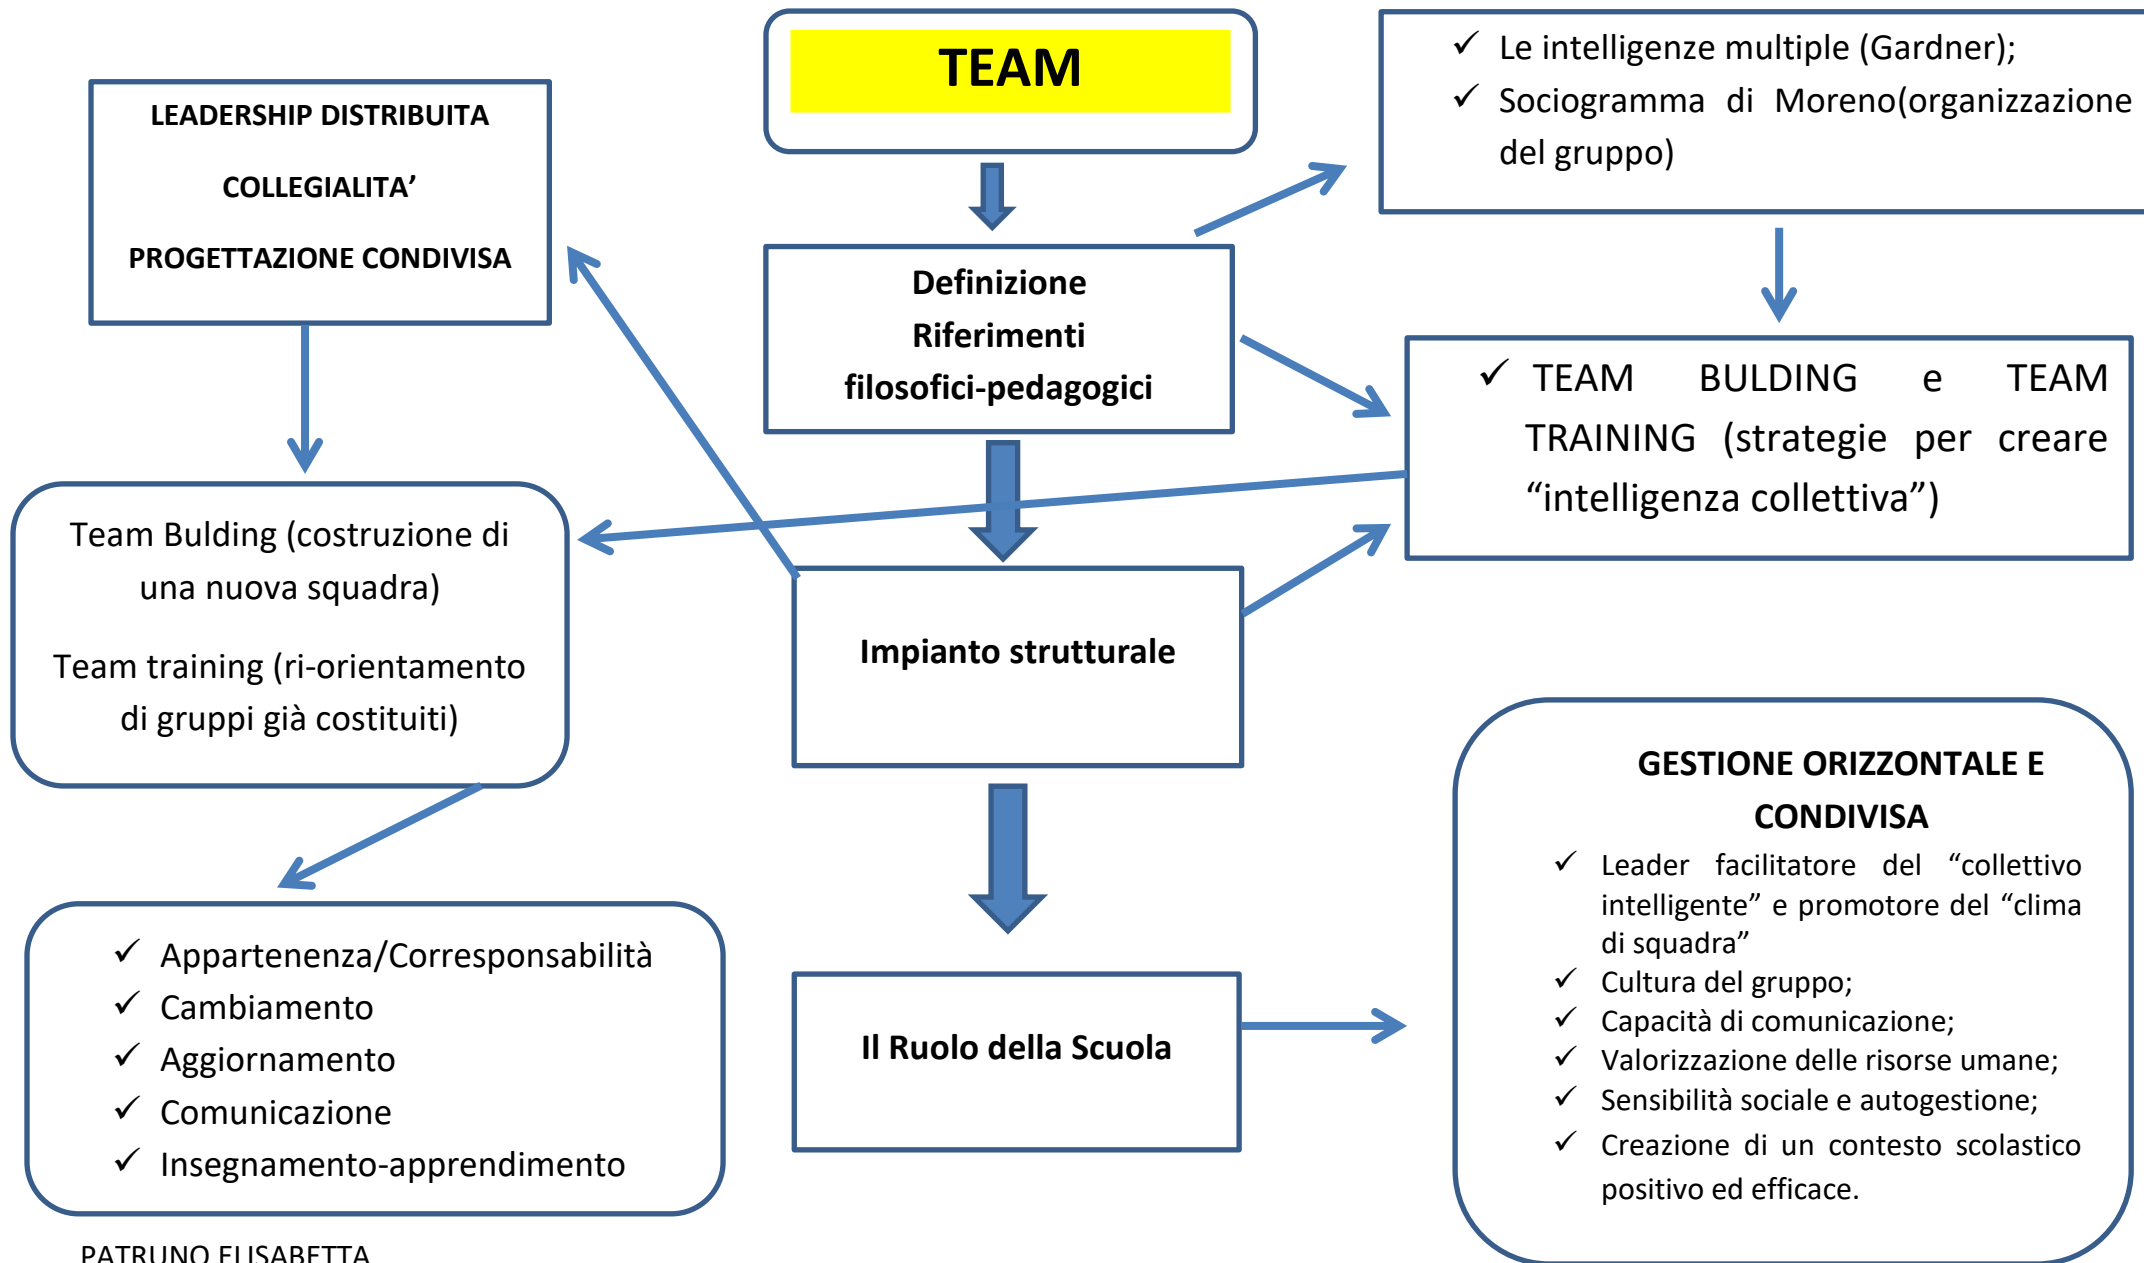 TEAM
LEADERSHIP DISTRIBUITA
COLLEGIALITA’
PROGETTAZIONE CONDIVISA
✓ Le intelligenze multiple (Gardner);
✓ Sociogramma di Moreno(organizzazione
del gruppo)
Definizione
Riferimenti
filosofici-pedagogici
✓ TEAM BULDING e TEAM
TRAINING (strategie per creare
“intelligenza collettiva”)
Team Bulding (costruzione di
una nuova squadra)
Team training (ri-orientamento
di gruppi già costituiti)
Impianto strutturale
GESTIONE ORIZZONTALE E
CONDIVISA
✓ Leader facilitatore del “collettivo
intelligente” e promotore del “clima
di squadra”
✓ Cultura del gruppo;
✓ Capacità di comunicazione;
✓ Valorizzazione delle risorse umane;
✓ Sensibilità sociale e autogestione;
✓ Creazione di un contesto scolastico
positivo ed efficace.
✓ Appartenenza/Corresponsabilità
✓ Cambiamento
✓ Aggiornamento
✓ Comunicazione
✓ Insegnamento-apprendimento
Il Ruolo della Scuola
PATRUNO ELISABETTA